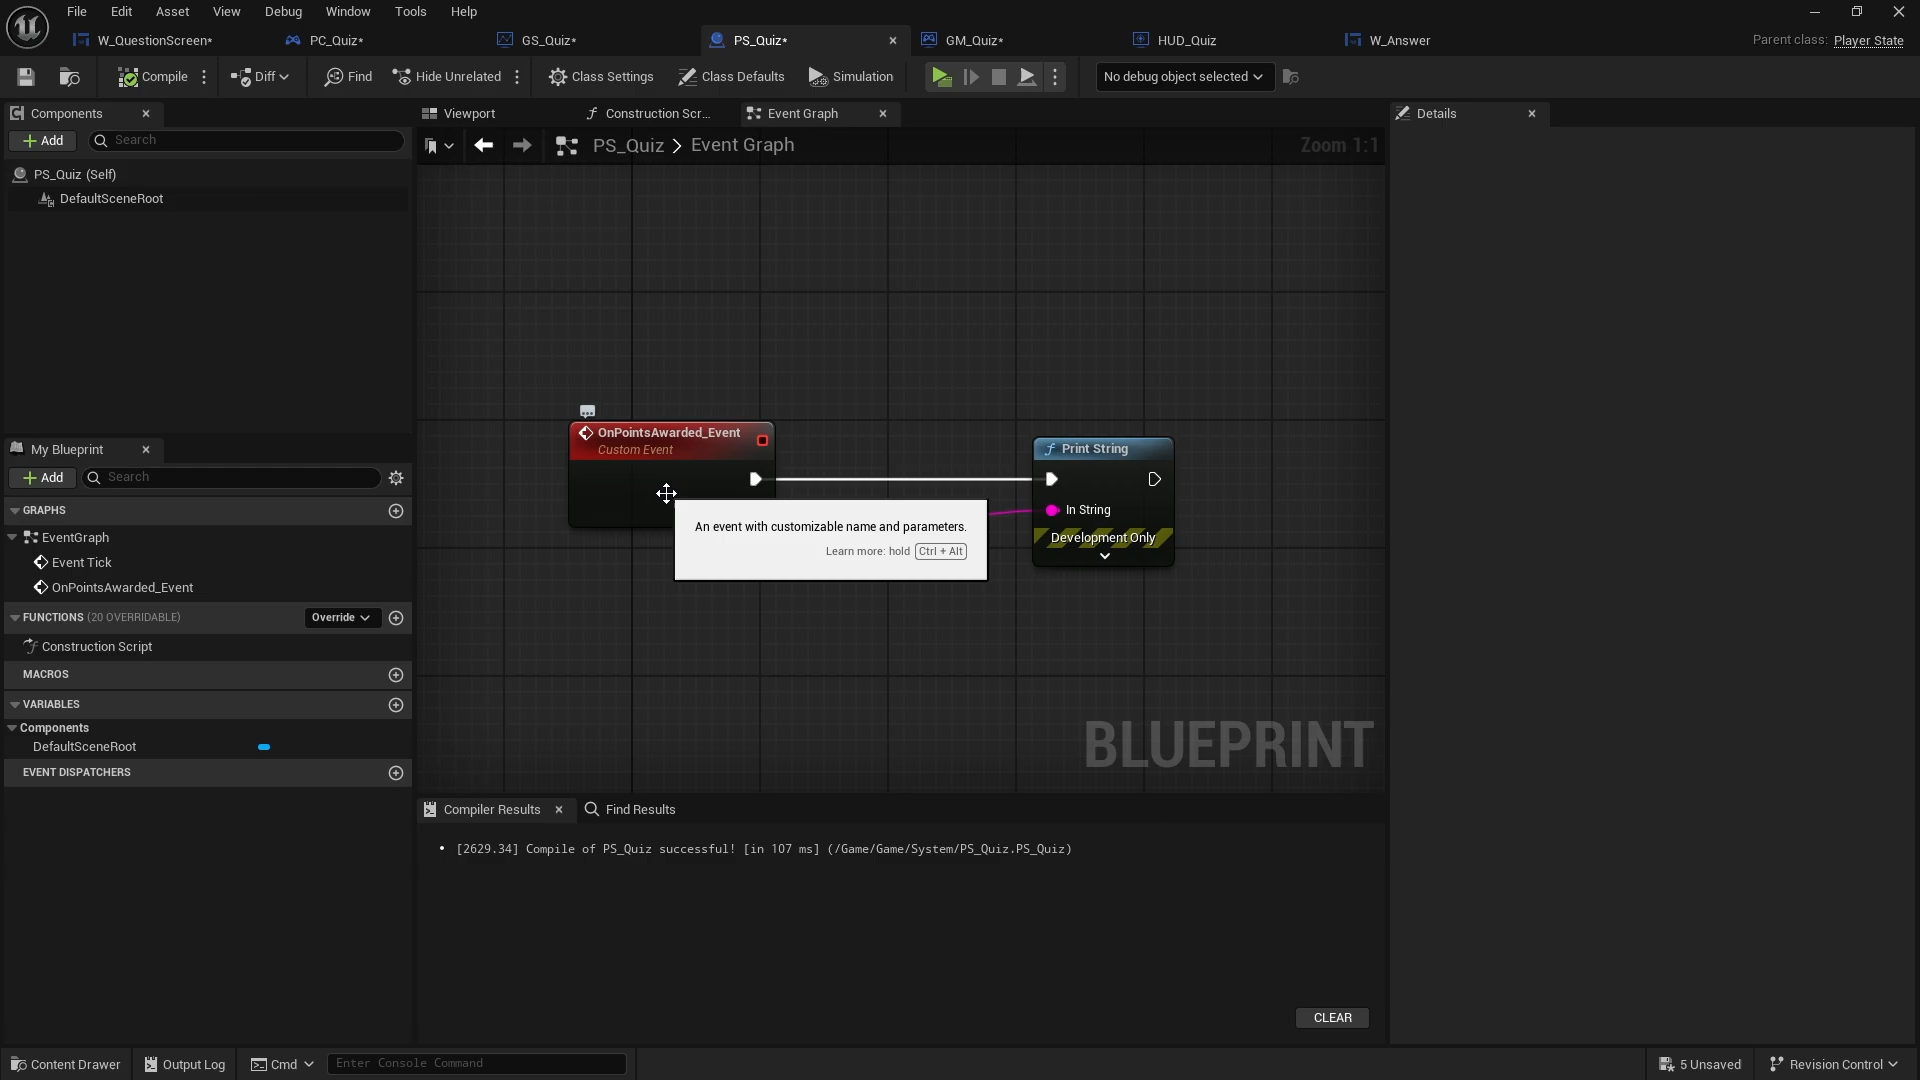 File Edit Asset View Debug Window Tools Help
W_QuestionScreen* PC_Quiz* GS_Quiz* PS_Quiz* GM_Quiz* HUD_Quiz W_Answer Parent class: Player State
Compile Diff Find Hide Unrelated Class Settings Class Defaults Simulation No debug object selected
Components Viewport Construction Scr... Event Graph Details
Add Search PS_Quiz > Event Graph Zoom 1:1
PS_Quiz (Self)
DefaultSceneRoot
OnPointsAwarded_Event
Custom Event
Print String
In String
Development Only
An event with customizable name and parameters.
Learn more: hold Ctrl + Alt
BLUEPRINT
My Blueprint
Add Search
GRAPHS
EventGraph
Event Tick
OnPointsAwarded_Event
FUNCTIONS (20 OVERRIDABLE) Override
Construction Script
MACROS
VARIABLES
Components
DefaultSceneRoot
EVENT DISPATCHERS
Compiler Results Find Results
• [2629.34] Compile of PS_Quiz successful! [in 107 ms] (/Game/Game/System/PS_Quiz.PS_Quiz)
CLEAR
Content Drawer Output Log Cmd Enter Console Command 5 Unsaved Revision Control